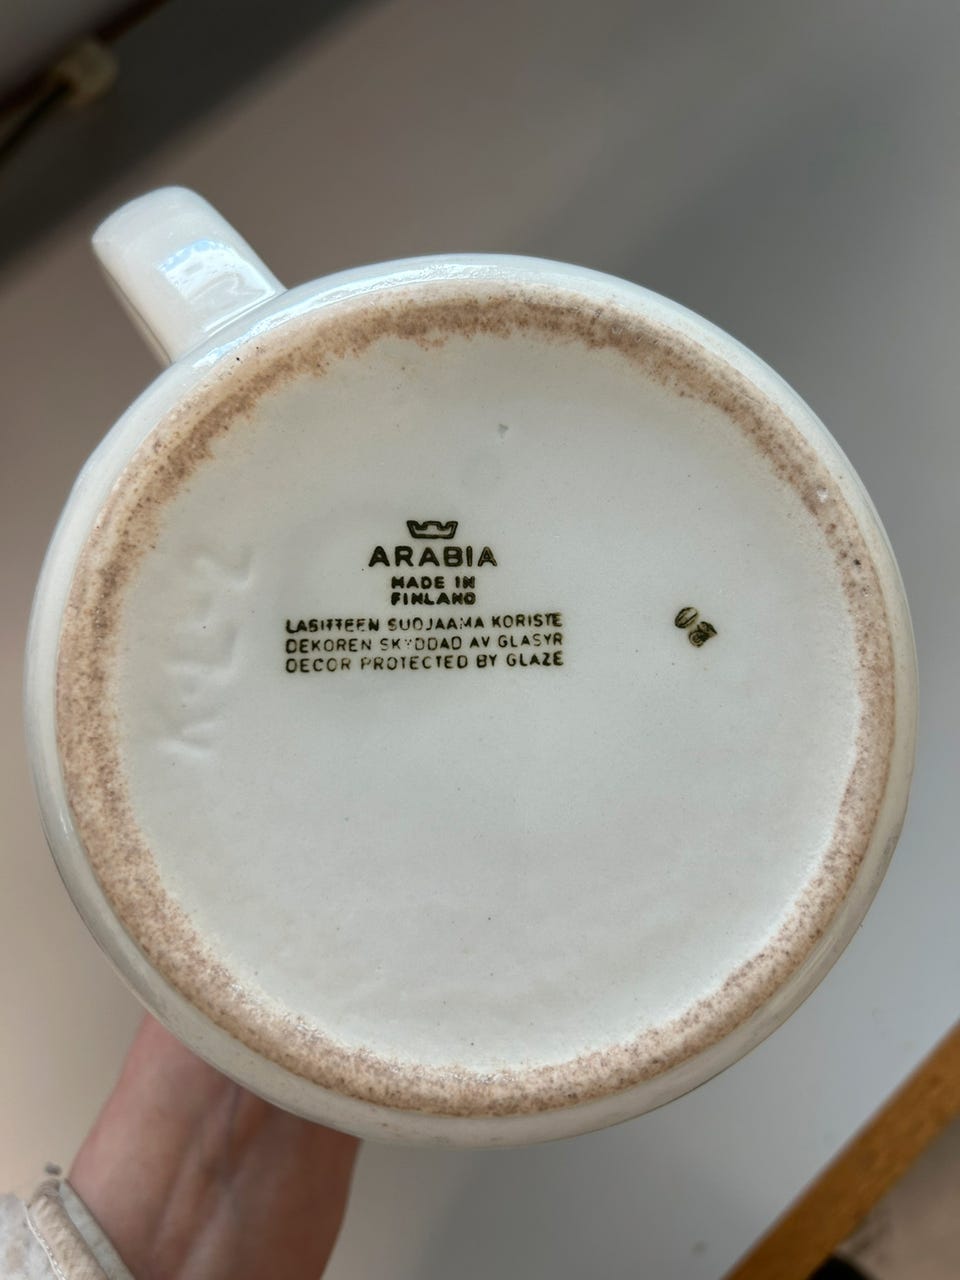 ARABIA
MADE IN
FINLAND
LASITTEEN SUOJAAMA KORISTE
DEKOREN SKYDDAD AV GLASYR
DECOR PROTECTED BY GLAZE